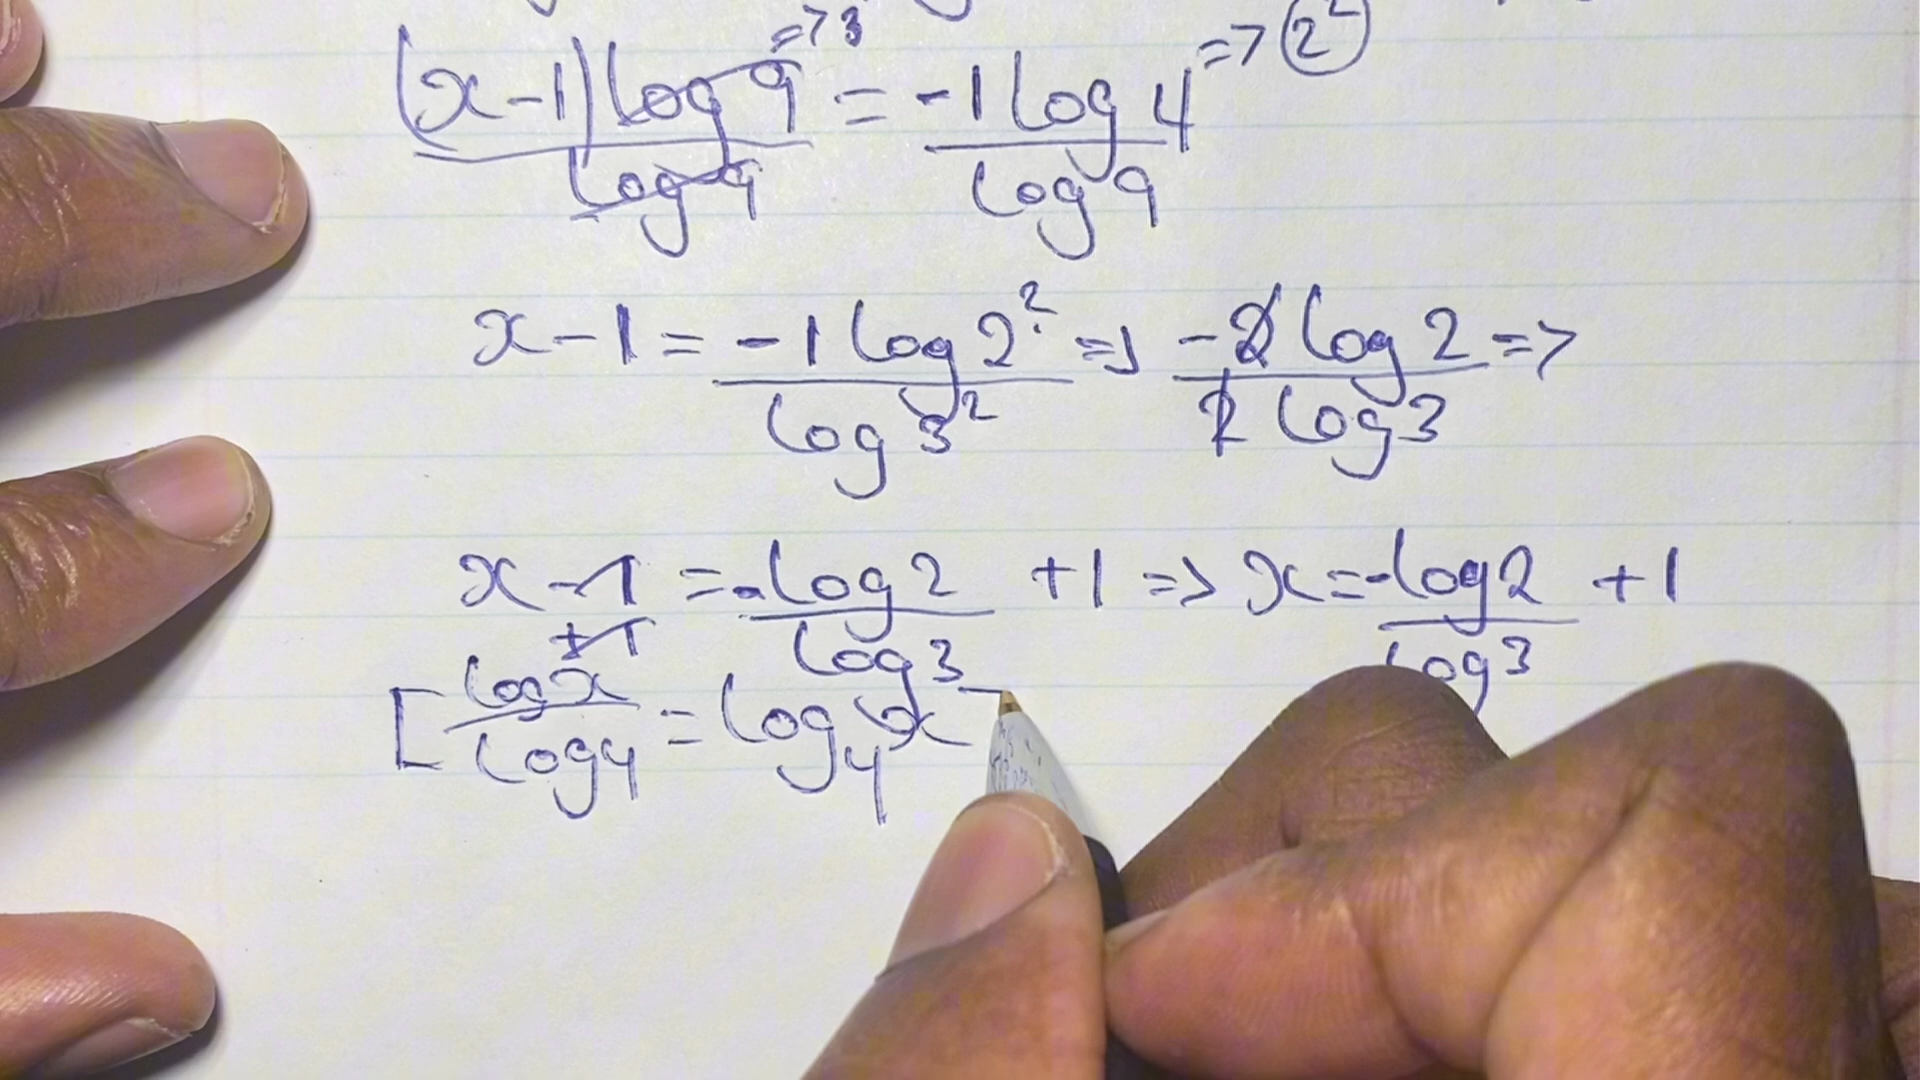 => 3
(x-1) log 9 = -1 log 4 => 2²
log 9 log 9
x - 1 = -1 log 2² => -2 log 2 =>
log 3² 2 log 3
x - 1 = -log 2 + 1 => x = -log 2 + 1
+1 log 3 log 3
[ log x = log₄ x
log 4